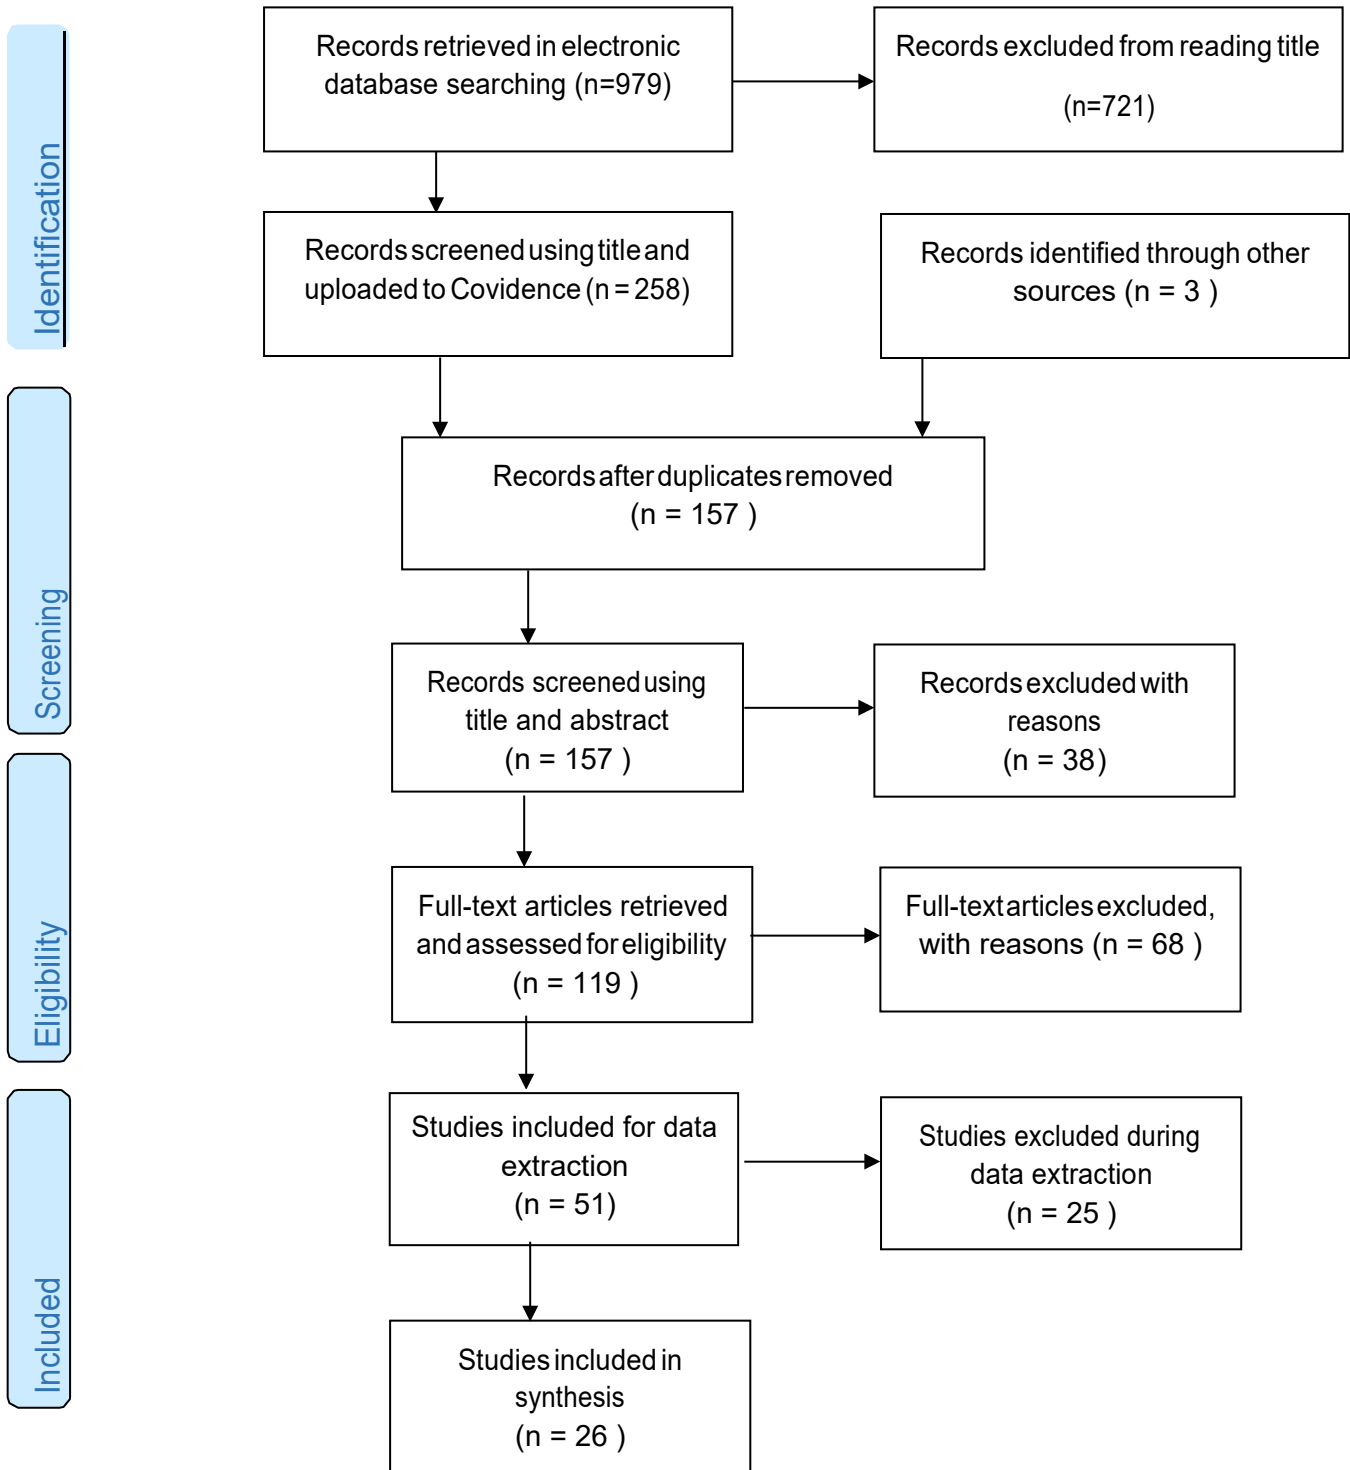 Identification
Records retrieved in electronic
database searching (n=979)
Records excluded from reading title
(n=721)
Records screened using title and
uploaded to Covidence (n = 258)
Records identified through other
sources (n = 3 )
Screening
Records after duplicates removed
(n = 157 )
Records screened using
title and abstract
(n = 157 )
Records excluded with
reasons
(n = 38)
Eligibility
Full-text articles retrieved
and assessed for eligibility
(n = 119 )
Full-text articles excluded,
with reasons (n = 68 )
Included
Studies included for data
extraction
(n = 51)
Studies excluded during
data extraction
(n = 25 )
Studies included in
synthesis
(n = 26 )